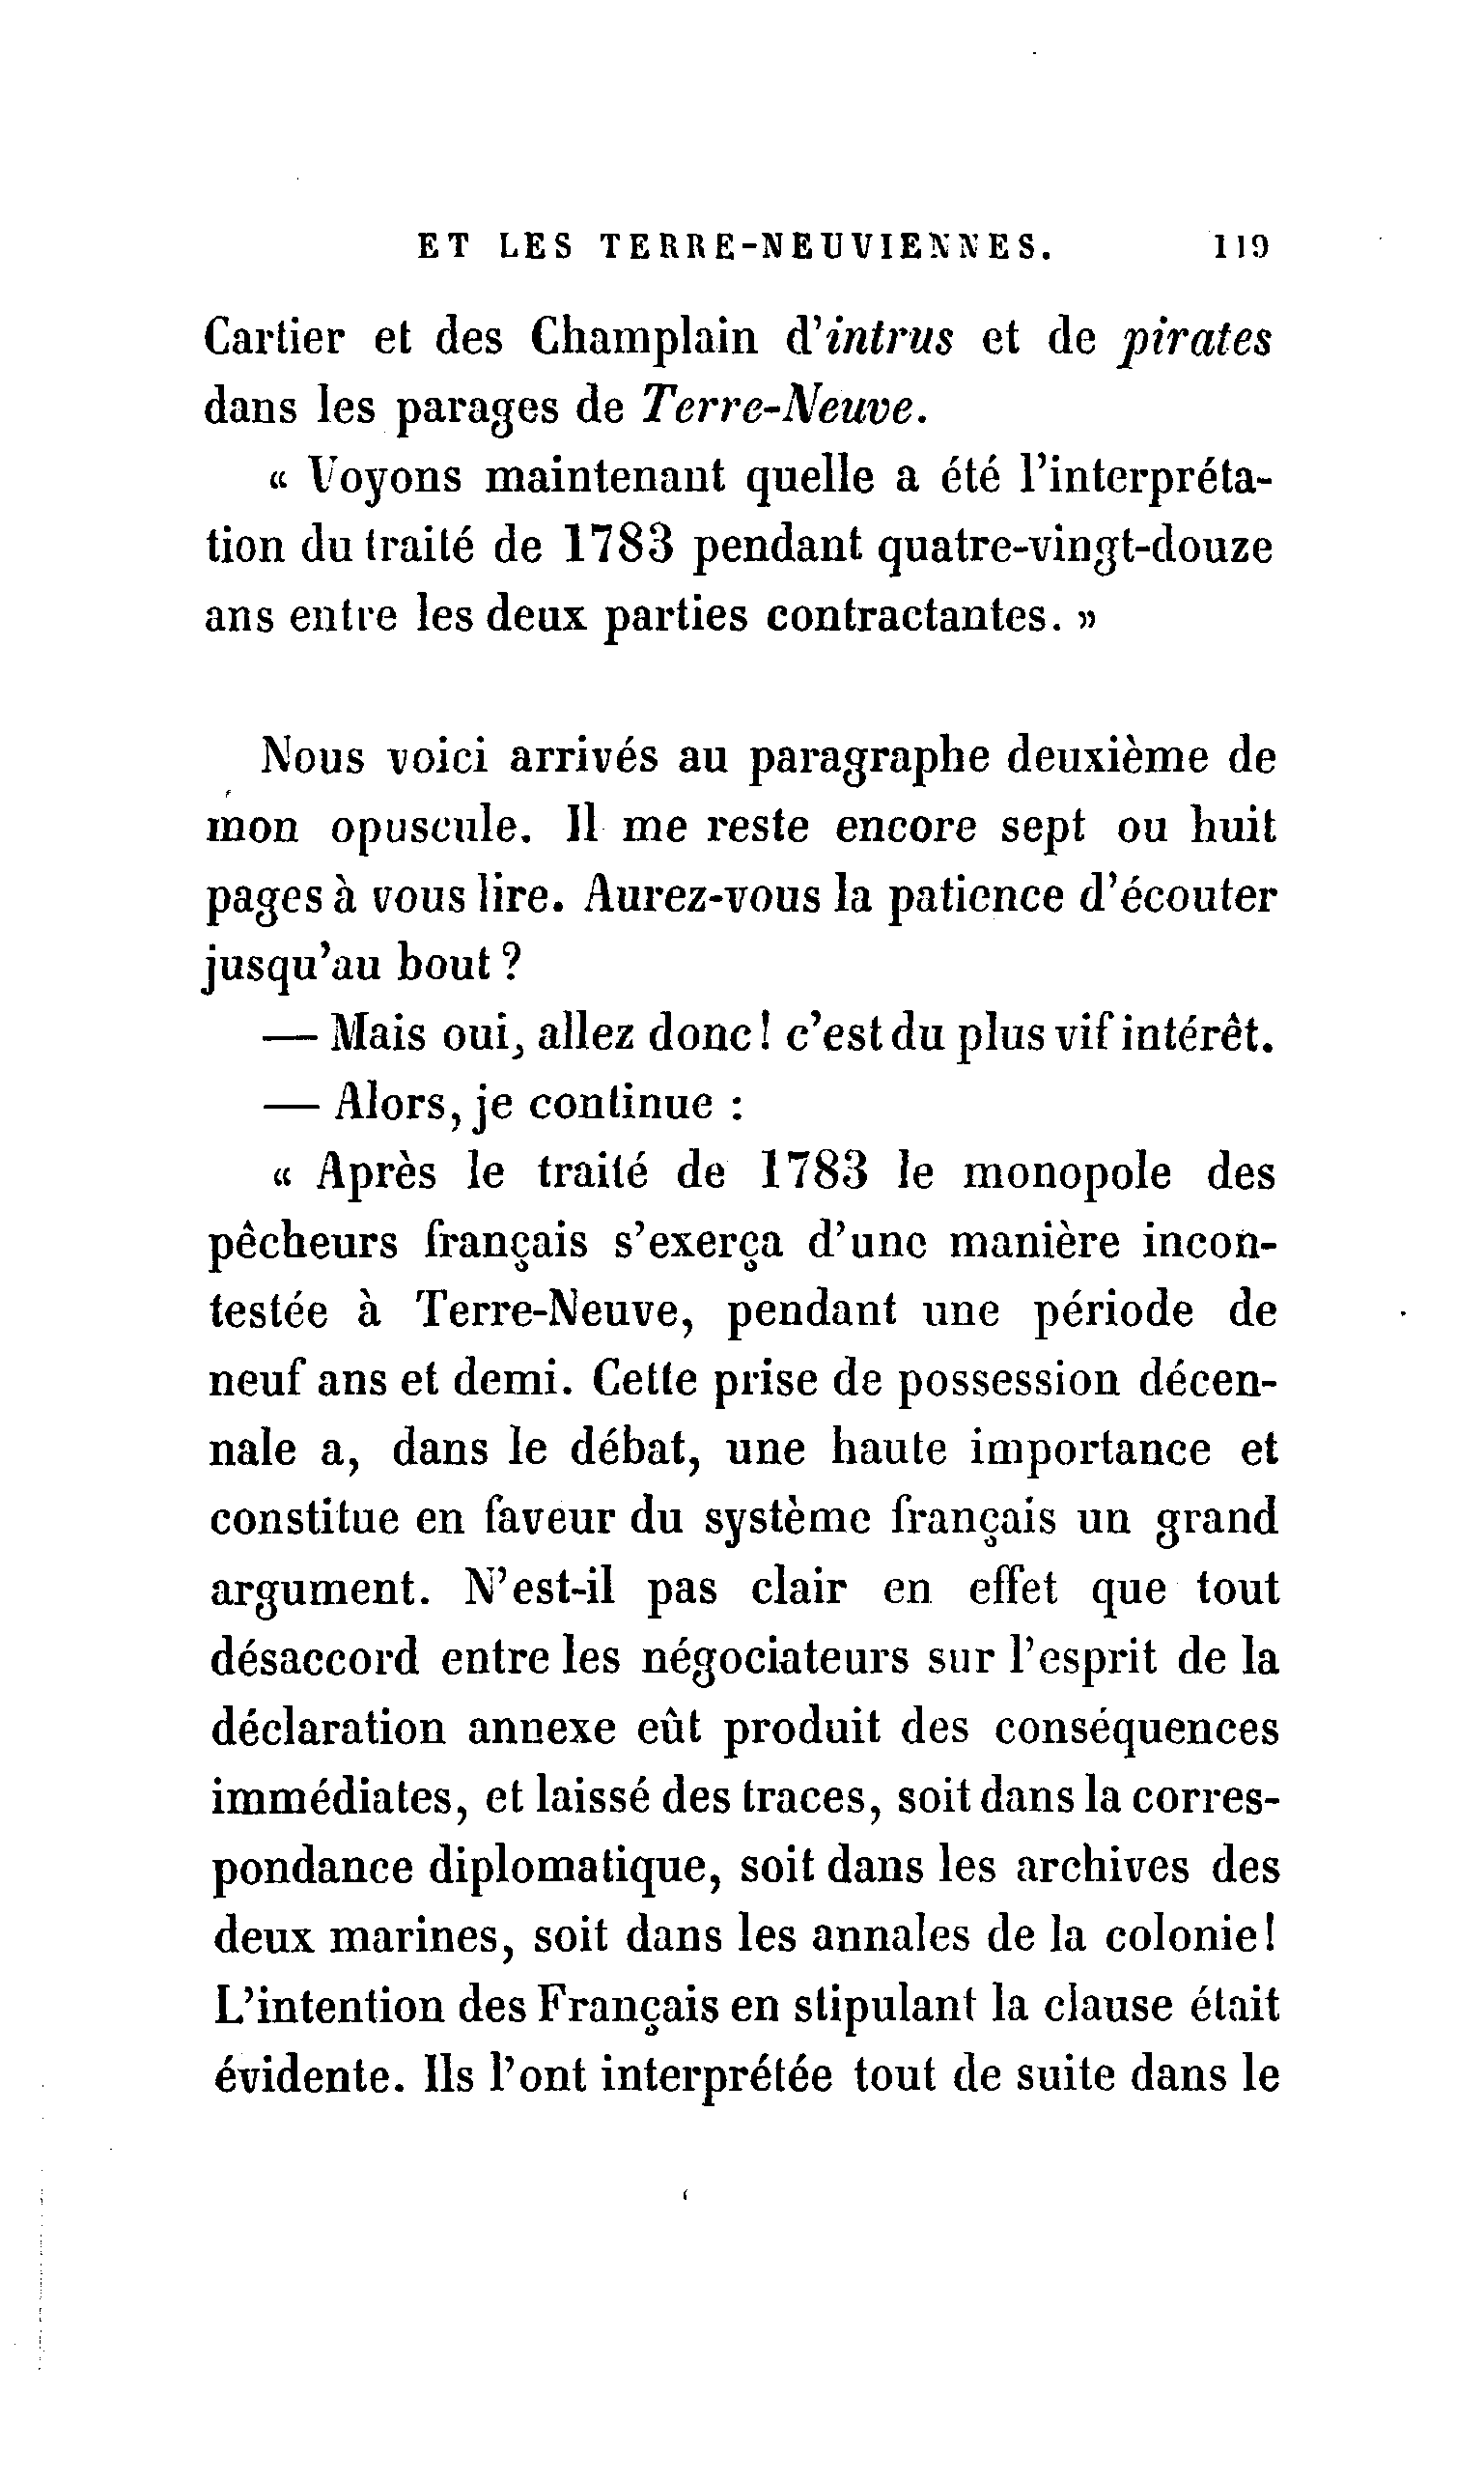 ET LES TERRE-NEUVIENNES. 119
Cartier et des Champlain d'intrus et de pirates
dans les parages de Terre-Neuve.
« Voyons maintenant quelle a été l'interpréta-
tion du traité de 1783 pendant quatre-vingt-douze
ans entre les deux parties contractantes. »
Nous voici arrivés au paragraphe deuxième de
mon opuscule. Il me reste encore sept ou huit
pages à vous lire. Aurez-vous la patience d'écouter
jusqu'au bout ?
— Mais oui, allez donc! c'est du plus vif intérêt.
— Alors, je continue :
« Après le traité de 1783 le monopole des
pêcheurs français s'exerça d'une manière incon-
testée à Terre-Neuve, pendant une période de
neuf ans et demi. Cette prise de possession décen-
nale a, dans le débat, une haute importance et
constitue en faveur du système français un grand
argument. N'est-il pas clair en effet que tout
désaccord entre les négociateurs sur l'esprit de la
déclaration annexe eût produit des conséquences
immédiates, et laissé des traces, soit dans la corres-
pondance diplomatique, soit dans les archives des
deux marines, soit dans les annales de la colonie!
L'intention des Français en stipulant la clause était
évidente. Ils l'ont interprétée tout de suite dans le